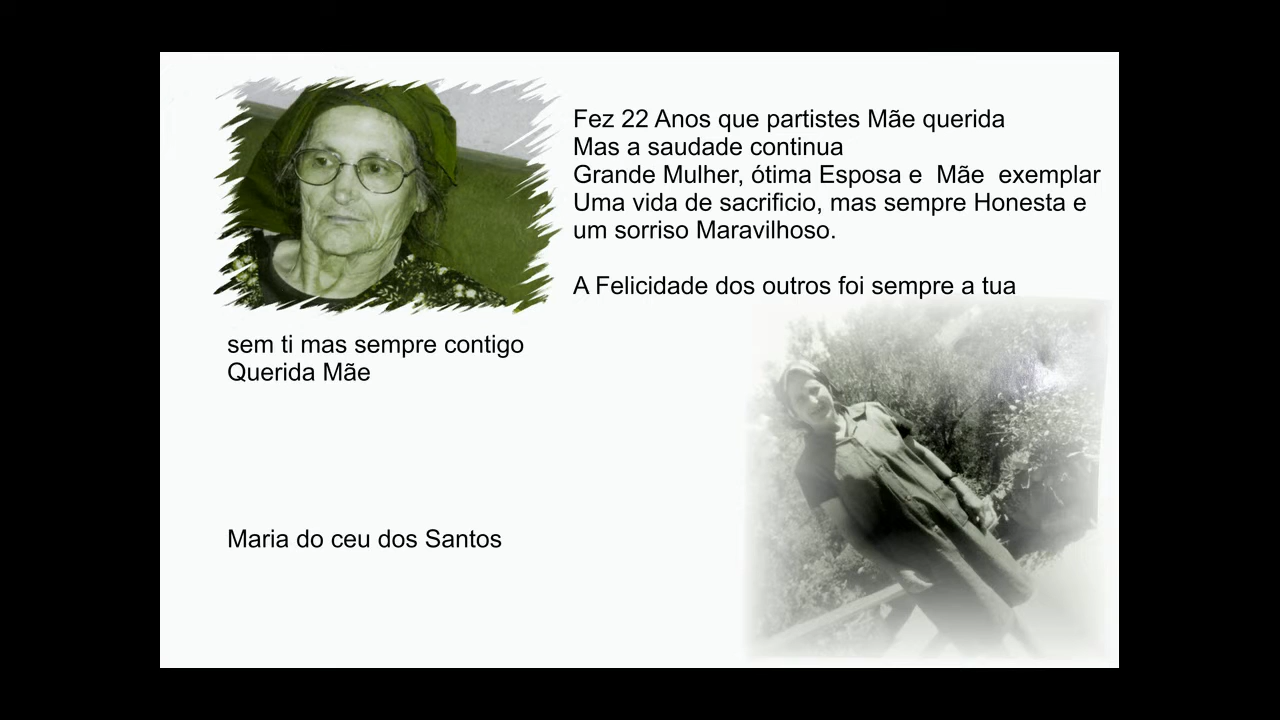 Fez 22 Anos que partistes Mãe querida
Mas a saudade continua
Grande Mulher, ótima Esposa e  Mãe  exemplar
Uma vida de sacrificio, mas sempre Honesta e
um sorriso Maravilhoso.
A Felicidade dos outros foi sempre a tua
sem ti mas sempre contigo
Querida Mãe
Maria do ceu dos Santos